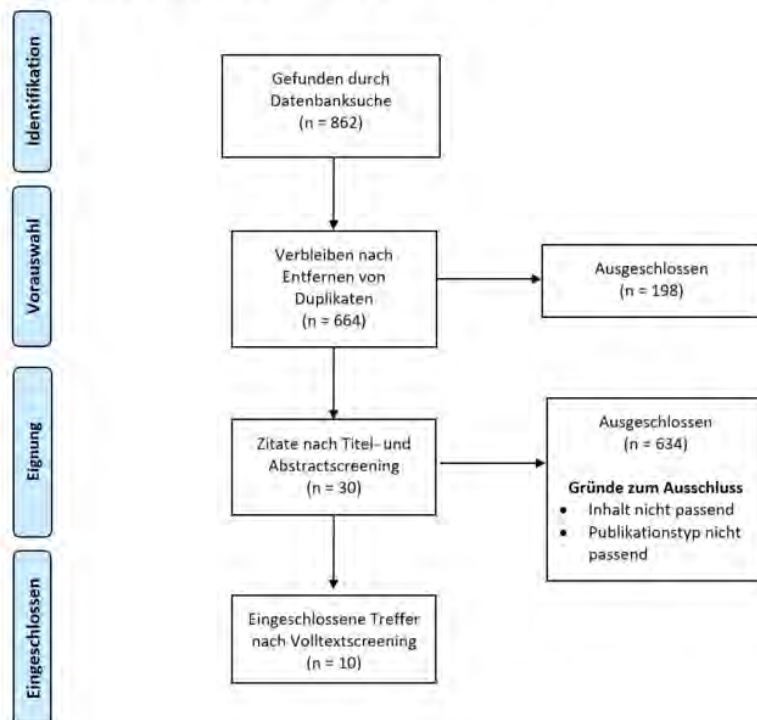 Identifikation
Gefunden durch
Datenbanksuche
(n = 862)
Vorauswahl
Verbleiben nach
Entfernen von
Duplikaten
(n = 664)
Ausgeschlossen
(n = 198)
Eignung
Zitate nach Titel- und
Abstractscreening
(n = 30)
Ausgeschlossen
(n = 634)
Gründe zum Ausschluss
• Inhalt nicht passend
• Publikationstyp nicht
passend
Eingeschlossen
Eingeschlossene Treffer
nach Volltextscreening
(n = 10)